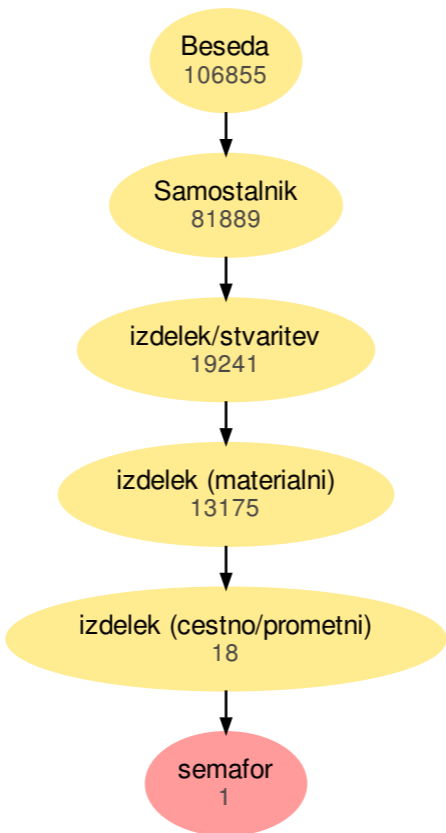 Beseda
106855
Samostalnik
81889
izdelek/stvaritev
19241
izdelek (materialni)
13175
izdelek (cestno/prometni)
18
semafor
1